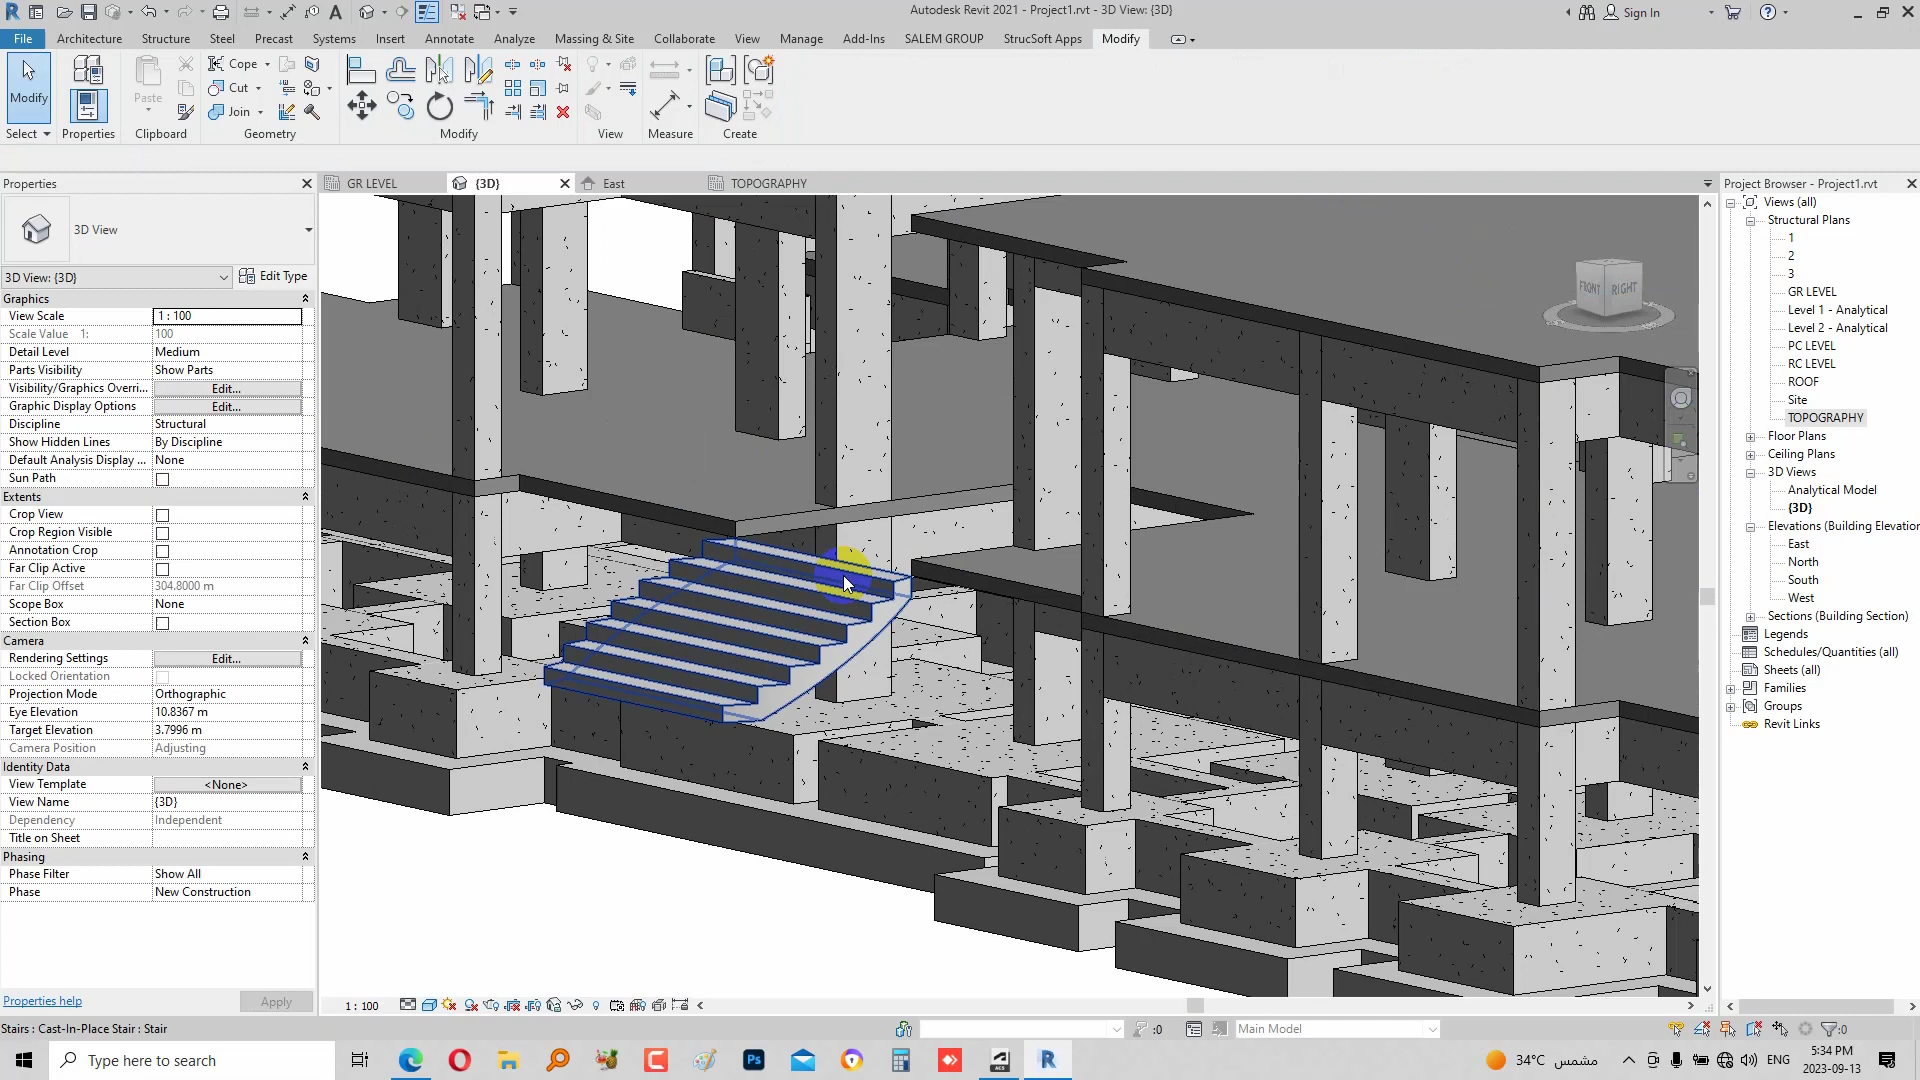 Autodesk Revit 2021 - Project1.rvt - 3D View: {3D}
Sign In
File
Architecture
Structure
Steel
Precast
Systems
Insert
Annotate
Analyze
Massing & Site
Collaborate
View
Manage
Add-Ins
SALEM GROUP
StrucSoft Apps
Modify
Modify
Paste
Cope
Cut
Join
Select
Properties
Clipboard
Geometry
Modify
View
Measure
Create
Properties
GR LEVEL
{3D}
East
TOPOGRAPHY
Project Browser - Project1.rvt
3D View
3D View: {3D}
Edit Type
Graphics
View Scale 1 : 100
Scale Value 1: 100
Detail Level Medium
Parts Visibility Show Parts
Visibility/Graphics Overri... Edit...
Graphic Display Options Edit...
Discipline Structural
Show Hidden Lines By Discipline
Default Analysis Display ... None
Sun Path
Extents
Crop View
Crop Region Visible
Annotation Crop
Far Clip Active
Far Clip Offset 304.8000 m
Scope Box None
Section Box
Camera
Rendering Settings Edit...
Locked Orientation
Projection Mode Orthographic
Eye Elevation 10.8367 m
Target Elevation 3.7996 m
Camera Position Adjusting
Identity Data
View Template <None>
View Name {3D}
Dependency Independent
Title on Sheet
Phasing
Phase Filter Show All
Phase New Construction
Properties help
Apply
FRONT
RIGHT
Views (all)
Structural Plans
1
2
3
GR LEVEL
Level 1 - Analytical
Level 2 - Analytical
PC LEVEL
RC LEVEL
ROOF
Site
TOPOGRAPHY
Floor Plans
Ceiling Plans
3D Views
Analytical Model
{3D}
Elevations (Building Elevation
East
North
South
West
Sections (Building Section)
Legends
Schedules/Quantities (all)
Sheets (all)
Families
Groups
Revit Links
1 : 100
Stairs : Cast-In-Place Stair : Stair
:0
Main Model
:0
Type here to search
34°C مشمس
ENG
5:34 PM
2023-09-13